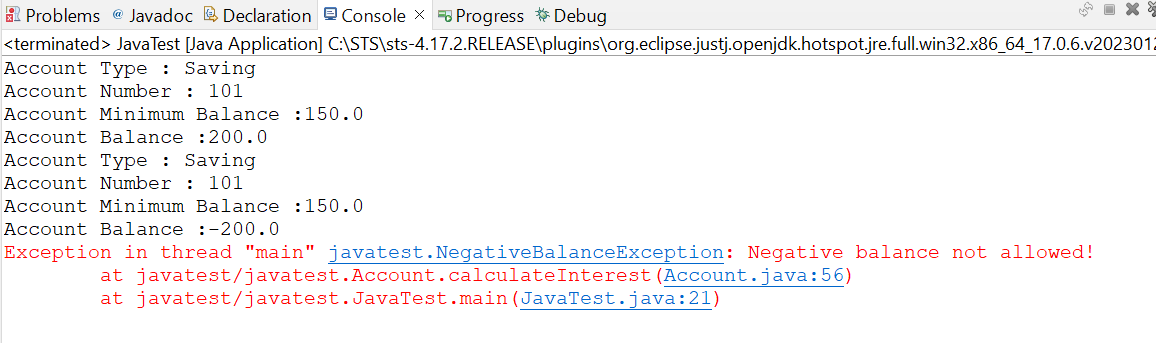 Problems @ Javadoc Declaration Console × Progress Debug
<terminated> JavaTest [Java Application] C:\STS\sts-4.17.2.RELEASE\plugins\org.eclipse.justj.openjdk.hotspot.jre.full.win32.x86_64_17.0.6.v2023012
Account Type : Saving
Account Number : 101
Account Minimum Balance :150.0
Account Balance :200.0
Account Type : Saving
Account Number : 101
Account Minimum Balance :150.0
Account Balance :-200.0
Exception in thread "main" javatest.NegativeBalanceException: Negative balance not allowed!
at javatest/javatest.Account.calculateInterest(Account.java:56)
at javatest/javatest.JavaTest.main(JavaTest.java:21)